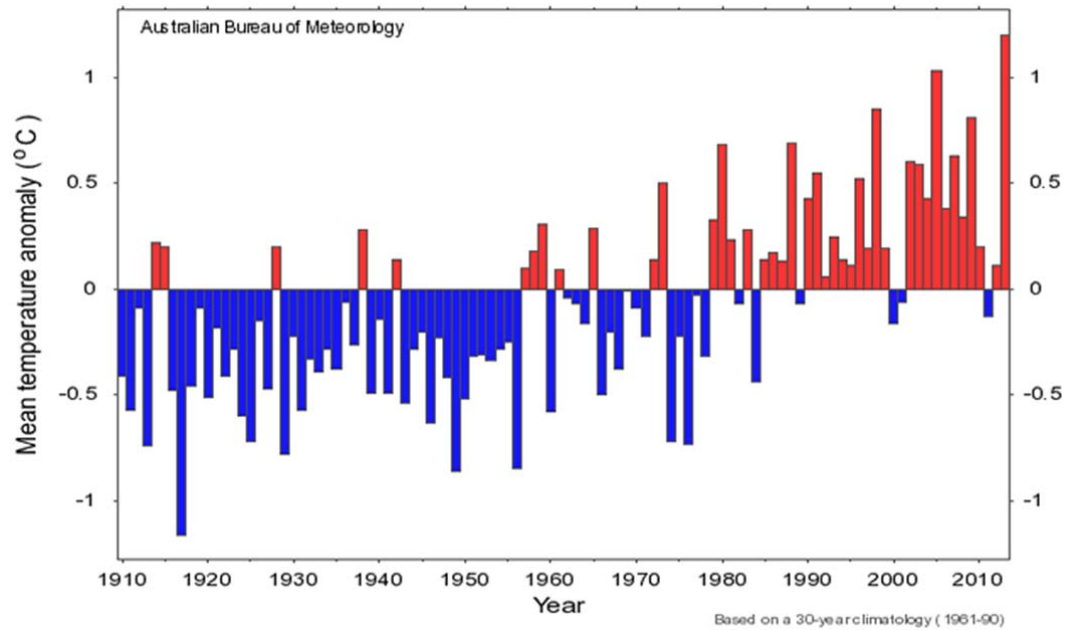 Australian Bureau of Meteorology
Mean temperature anomaly (°C)
1 1
0.5 0.5
0 0
-0.5 -0.5
-1 -1
1910 1920 1930 1940 1950 1960 1970 1980 1990 2000 2010
Year
Based on a 30-year climatology (1961-90)